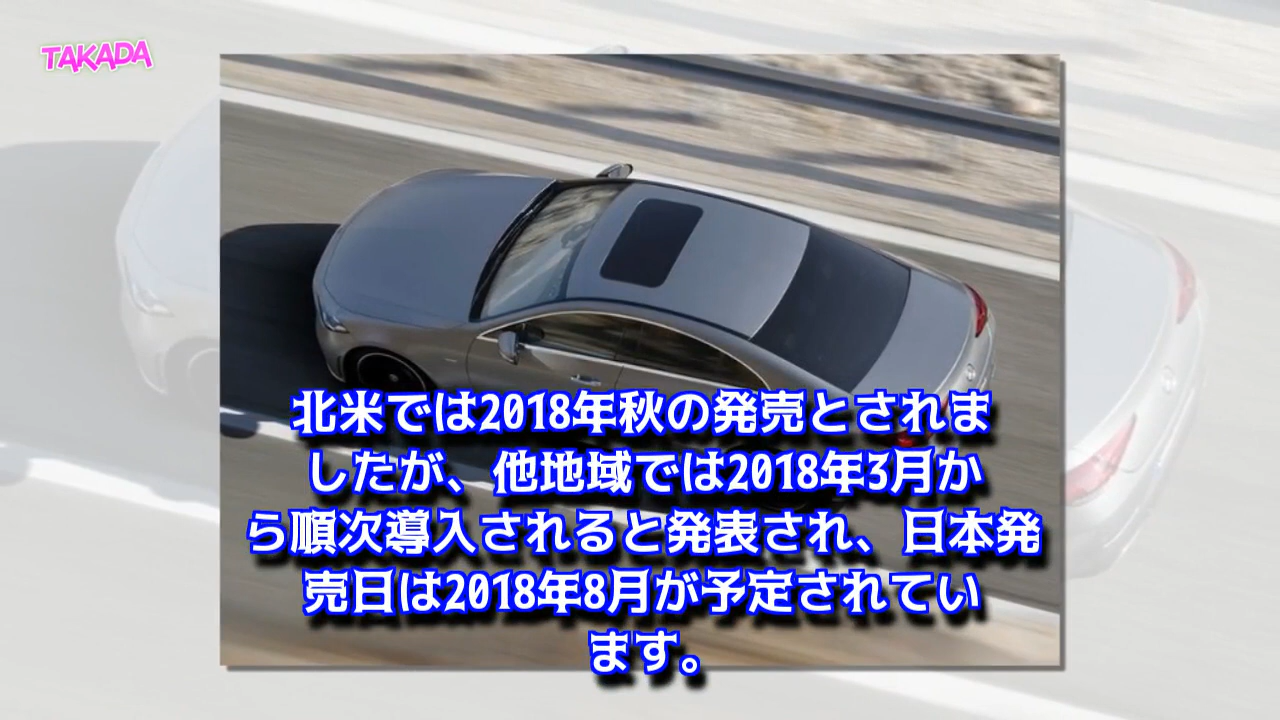 TAKADA
北米では2018年秋の発売とされま
したが、他地域では2018年3月か
ら順次導入されると発表され、日本発
売日は2018年8月が予定されてい
ます。